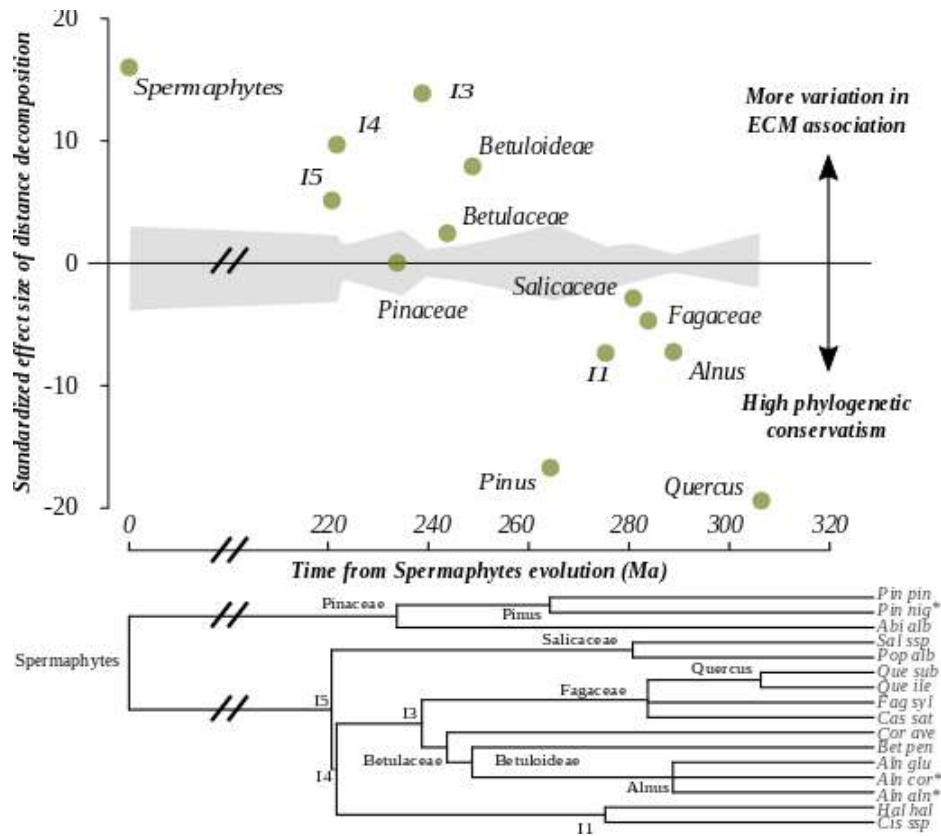 20
Spermaphytes
I3
I4
More variation in
ECM association
10
Betuloideae
I5
Betulaceae
0
Salicaceae
Pinaceae
Fagaceae
I1
Alnus
-10
High phylogenetic
conservatism
Pinus
Quercus
-20
Standardized effect size of distance decomposition
0 220 240 260 280 300 320
Time from Spermaphytes evolution (Ma)
Pinaceae
Pin pin
Pinus
Pin nig*
Abi alb
Salicaceae
Sal ssp
Spermaphytes
Pop alb
Quercus
Que sub
Fagaceae
Que ile
I5
Fag syl
I3
Cas sat
Cor ave
Betulaceae
Betuloideae
Bet pen
I4
Aln glu
Alnus
Aln cor*
Aln aln*
Hal hal
I1
Cis ssp